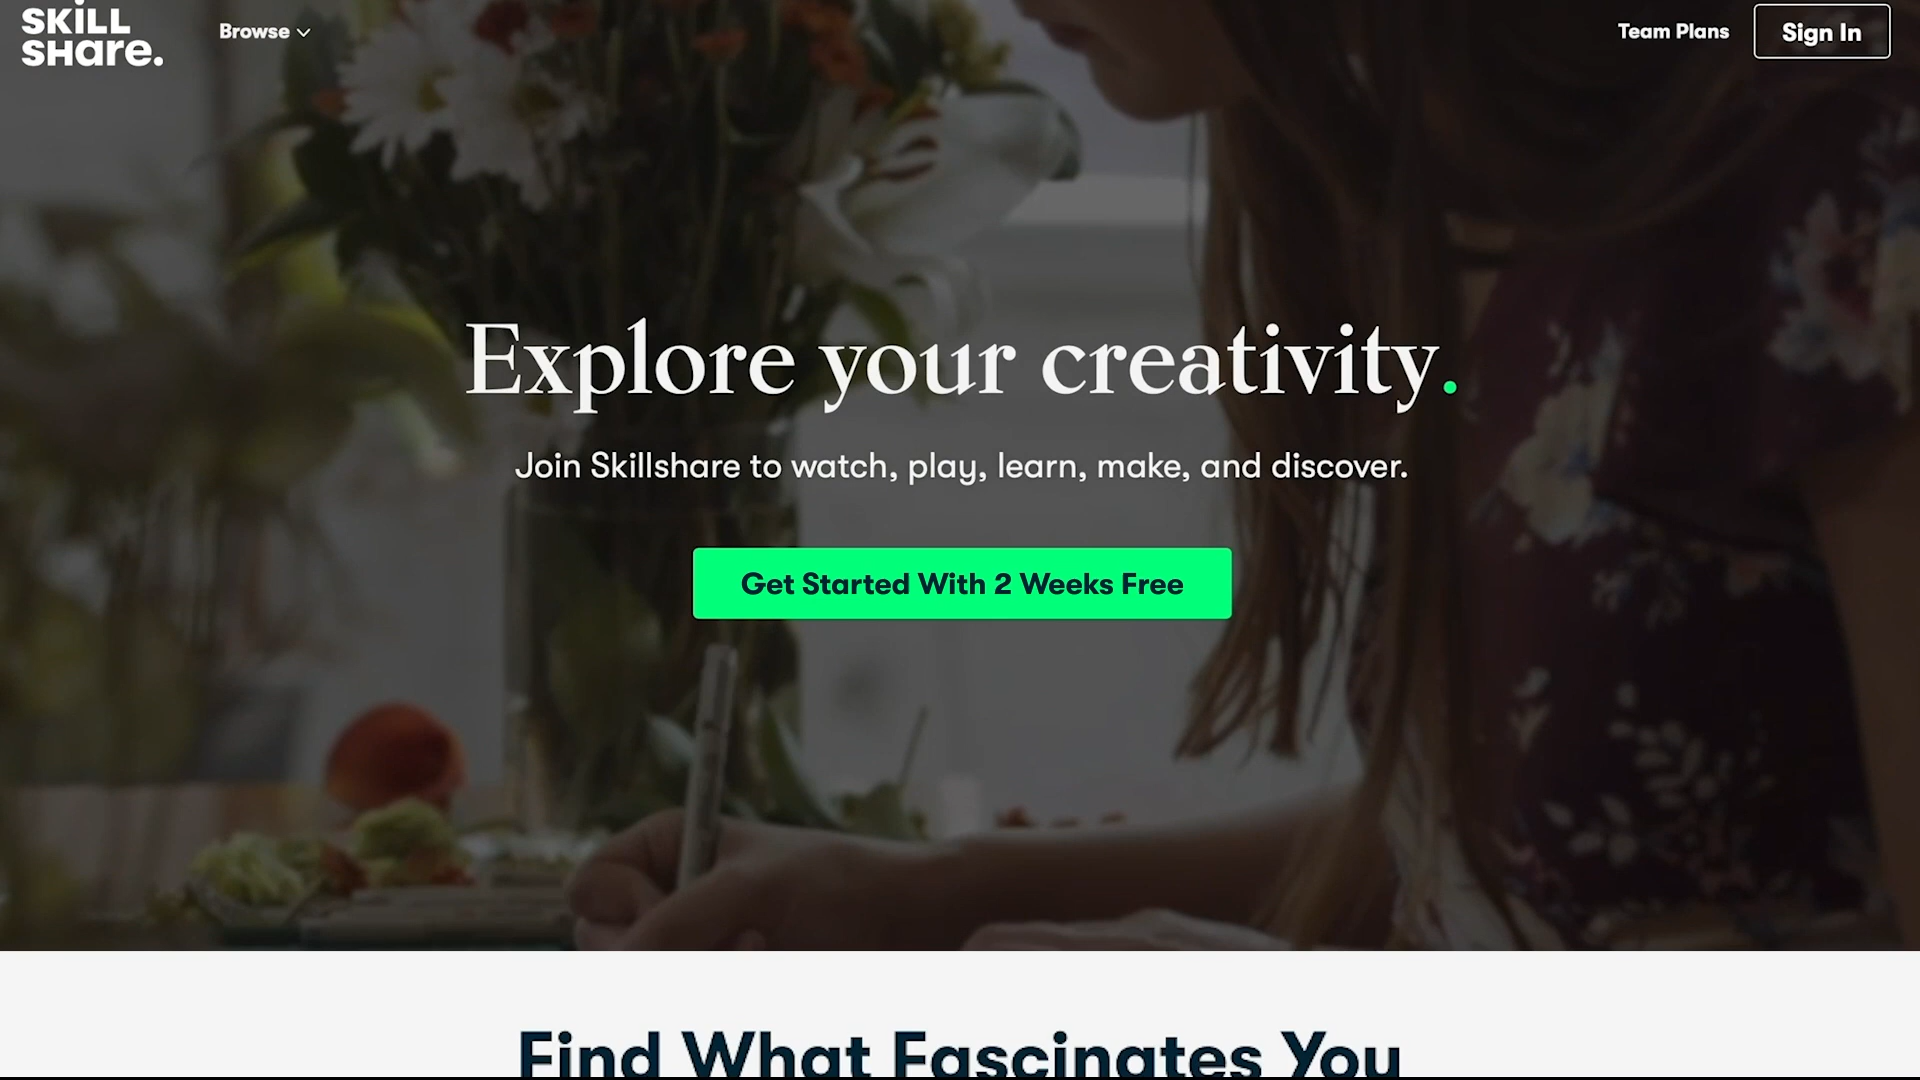 SKILL
SHare.
Browse
Team Plans
Sign In
Explore your creativity.
Join Skillshare to watch, play, learn, make, and discover.
Get Started With 2 Weeks Free
Find What Fascinates You